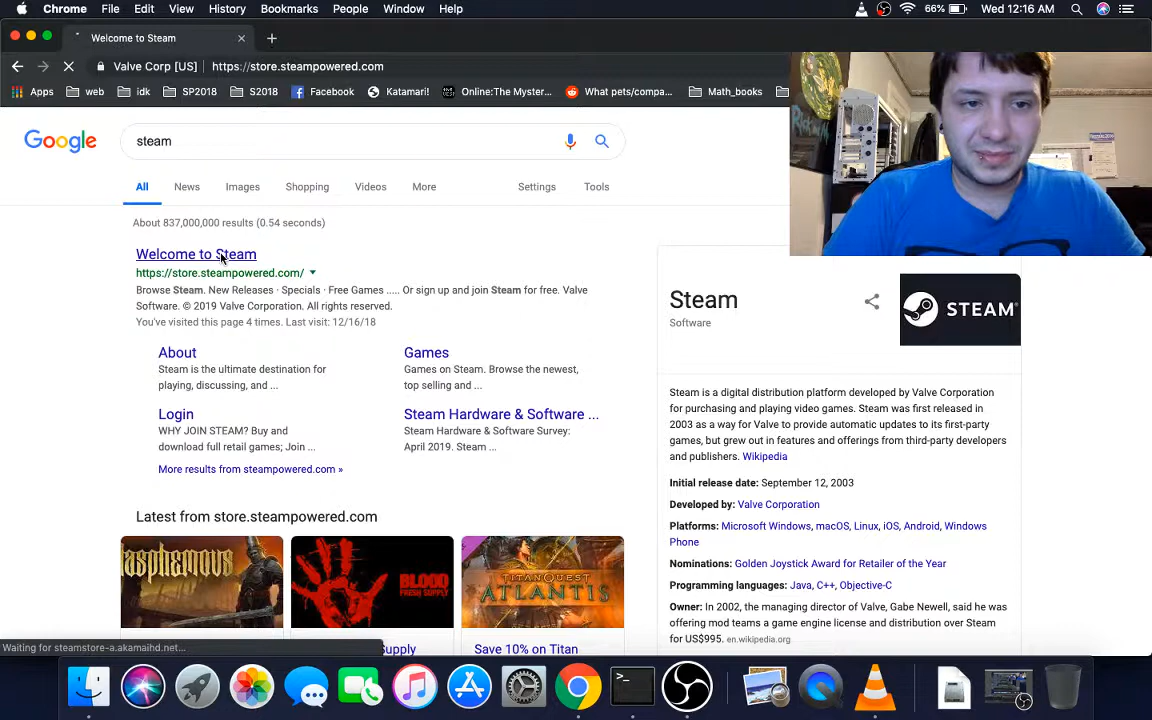 Chrome File Edit View History Bookmarks People Window Help 66% Wed 12:16 AM
Welcome to Steam
Valve Corp [US] | https://store.steampowered.com
Apps web idk SP2018 S2018 Facebook Katamari! Online:The Myster... What pets/compa... Math_books
Google
steam
All News Images Shopping Videos More Settings Tools
About 837,000,000 results (0.54 seconds)
Welcome to Steam
https://store.steampowered.com/
Browse Steam. New Releases · Specials · Free Games ..... Or sign up and join Steam for free. Valve
Software. © 2019 Valve Corporation. All rights reserved.
You've visited this page 4 times. Last visit: 12/16/18
About
Steam is the ultimate destination for
playing, discussing, and ...
Games
Games on Steam. Browse the newest,
top selling and ...
Login
WHY JOIN STEAM? Buy and
download full retail games; Join ...
Steam Hardware & Software ...
Steam Hardware & Software Survey:
April 2019. Steam ...
More results from steampowered.com »
Latest from store.steampowered.com
BLOOD
FRESH SUPPLY
TITAN QUEST
ATLANTIS
Supply
Save 10% on Titan
Steam
Software
STEAM
Steam is a digital distribution platform developed by Valve Corporation
for purchasing and playing video games. Steam was first released in
2003 as a way for Valve to provide automatic updates to its first-party
games, but grew out in features and offerings from third-party developers
and publishers. Wikipedia
Initial release date: September 12, 2003
Developed by: Valve Corporation
Platforms: Microsoft Windows, macOS, Linux, iOS, Android, Windows
Phone
Nominations: Golden Joystick Award for Retailer of the Year
Programming languages: Java, C++, Objective-C
Owner: In 2002, the managing director of Valve, Gabe Newell, said he was
offering mod teams a game engine license and distribution over Steam
for US$995. en.wikipedia.org
Waiting for steamstore-a.akamaihd.net...